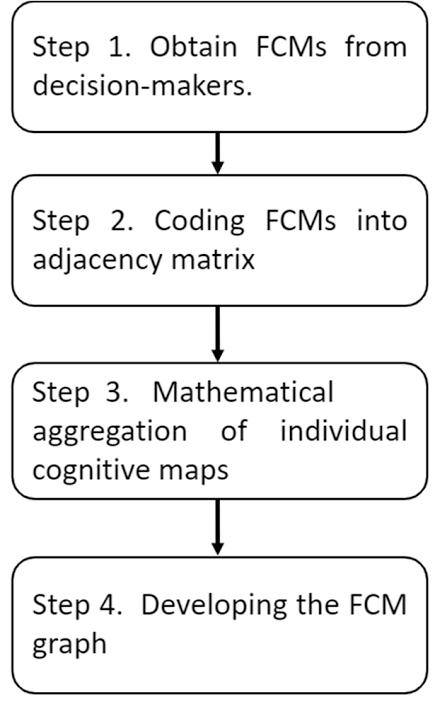 Step 1. Obtain FCMs from
decision-makers.
Step 2. Coding FCMs into
adjacency matrix
Step 3. Mathematical
aggregation of individual
cognitive maps
Step 4. Developing the FCM
graph